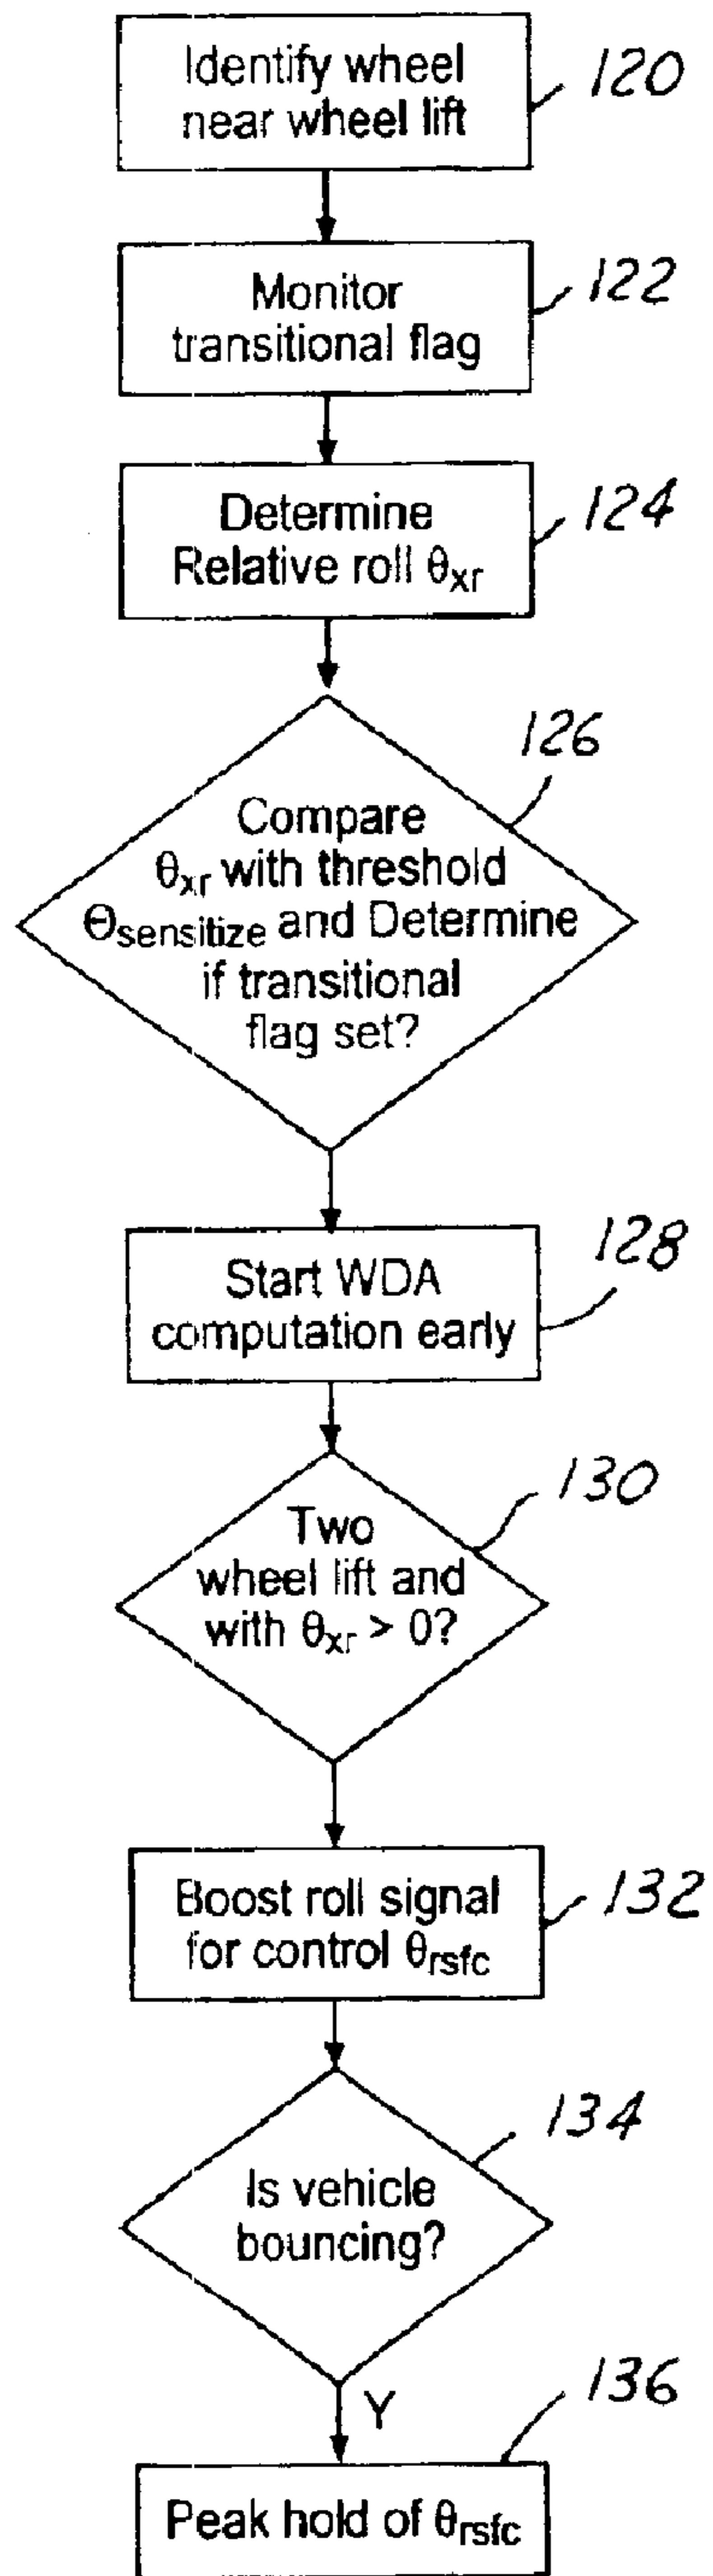 Identify wheel
near wheel lift
120
Monitor
transitional flag
122
Determine
Relative roll θxr
124
126
Compare
θxr with threshold
Θsensitize and Determine
if transitional
flag set?
Start WDA
computation early
128
130
Two
wheel lift and
with θxr > 0?
Boost roll signal
for control θrsfc
132
134
Is vehicle
bouncing?
Y
136
Peak hold of θrsfc